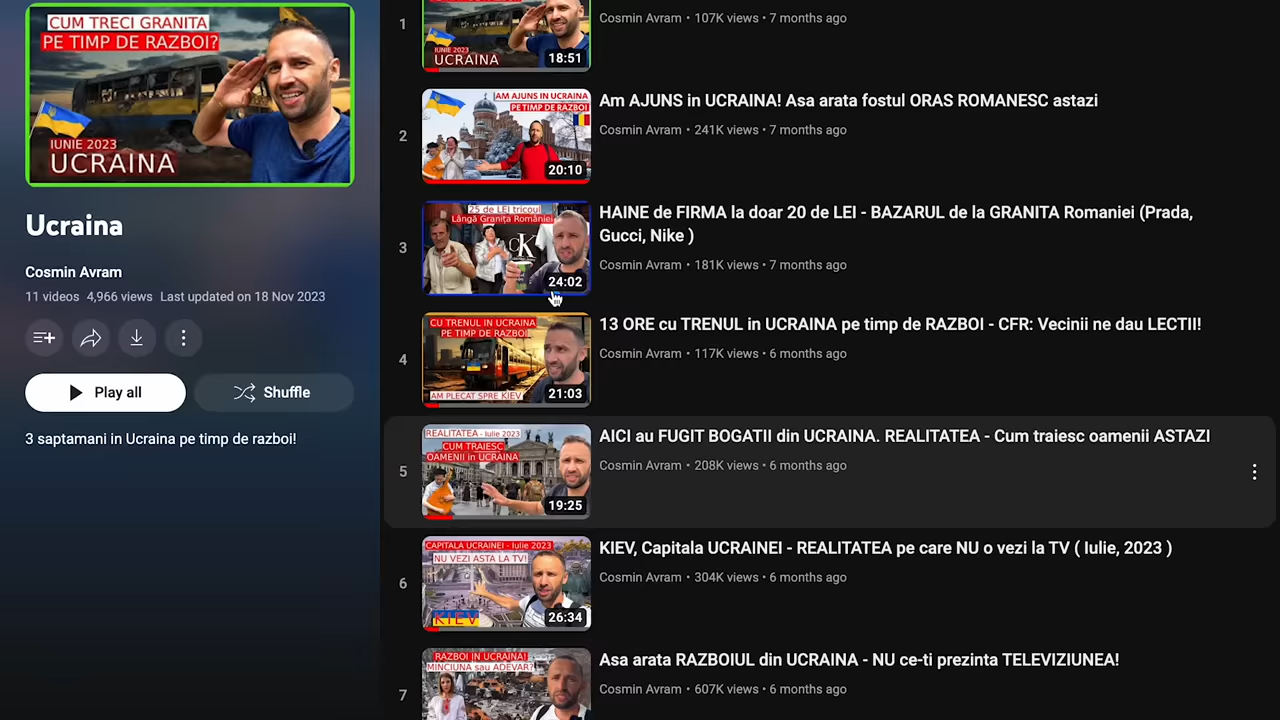 CUM TRECI GRANITA
PE TIMP DE RAZBOI?
IUNIE 2023
UCRAINA
Ucraina
Cosmin Avram
11 videos 4,966 views Last updated on 18 Nov 2023
Play all
Shuffle
3 saptamani in Ucraina pe timp de razboi!
1
IUNIE 2023
UCRAINA
18:51
Cosmin Avram • 107K views • 7 months ago
2
AM AJUNS IN UCRAINA
PE TIMP DE RAZBOI
20:10
Am AJUNS in UCRAINA! Asa arata fostul ORAS ROMANESC astazi
Cosmin Avram • 241K views • 7 months ago
3
25 de LEI tricoul
Lângă Granița României
CK
24:02
HAINE de FIRMA la doar 20 de LEI - BAZARUL de la GRANITA Romaniei (Prada,
Gucci, Nike )
Cosmin Avram • 181K views • 7 months ago
4
CU TRENUL IN UCRAINA
PE TIMP DE RAZBOI
AM PLECAT SPRE KIEV
21:03
13 ORE cu TRENUL in UCRAINA pe timp de RAZBOI - CFR: Vecinii ne dau LECTII!
Cosmin Avram • 117K views • 6 months ago
5
REALITATEA - Iulie 2023
CUM TRAIESC
OAMENII in UCRAINA
19:25
AICI au FUGIT BOGATII din UCRAINA. REALITATEA - Cum traiesc oamenii ASTAZI
Cosmin Avram • 208K views • 6 months ago
6
CAPITALA UCRAINEI - Iulie 2023
NU VEZI ASTA LA TV!
KIEV
26:34
KIEV, Capitala UCRAINEI - REALITATEA pe care NU o vezi la TV ( Iulie, 2023 )
Cosmin Avram • 304K views • 6 months ago
7
RAZBOI IN UCRAINA!
MINCIUNA sau ADEVAR?
Asa arata RAZBOIUL din UCRAINA - NU ce-ti prezinta TELEVIZIUNEA!
Cosmin Avram • 607K views • 6 months ago